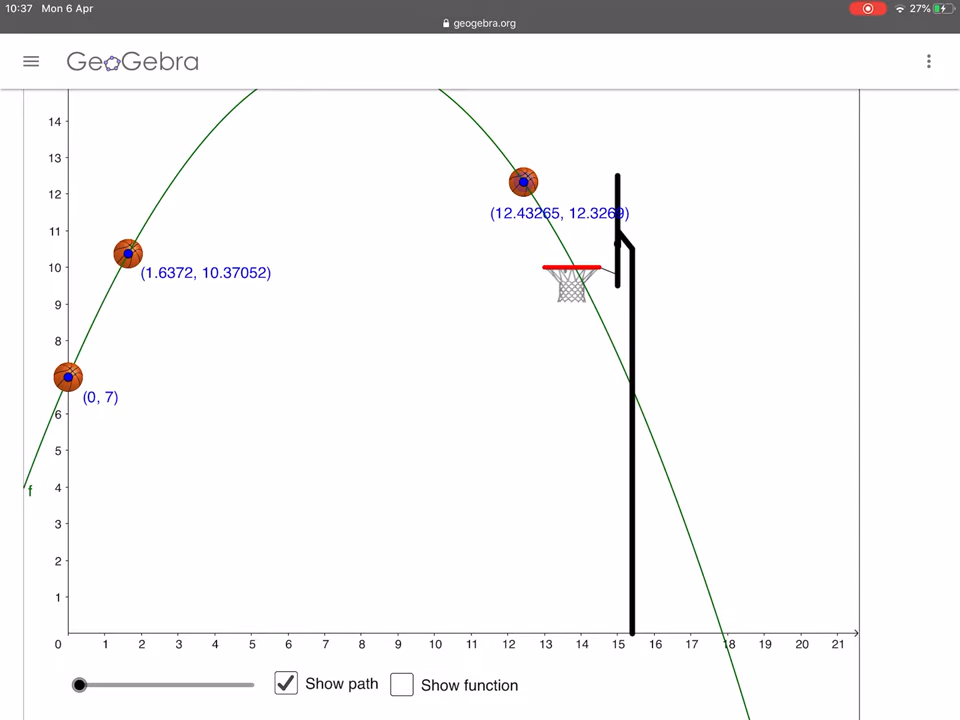 10:37 Mon 6 Apr
27%
geogebra.org
GeoGebra
14
13
12
11
10
9
8
6
5
4
3
2
1
(12.43265, 12.3269)
(1.6372, 10.37052)
(0, 7)
f
0 1 2 3 4 5 6 7 8 9 10 11 12 13 14 15 16 17 18 19 20 21
Show path
Show function